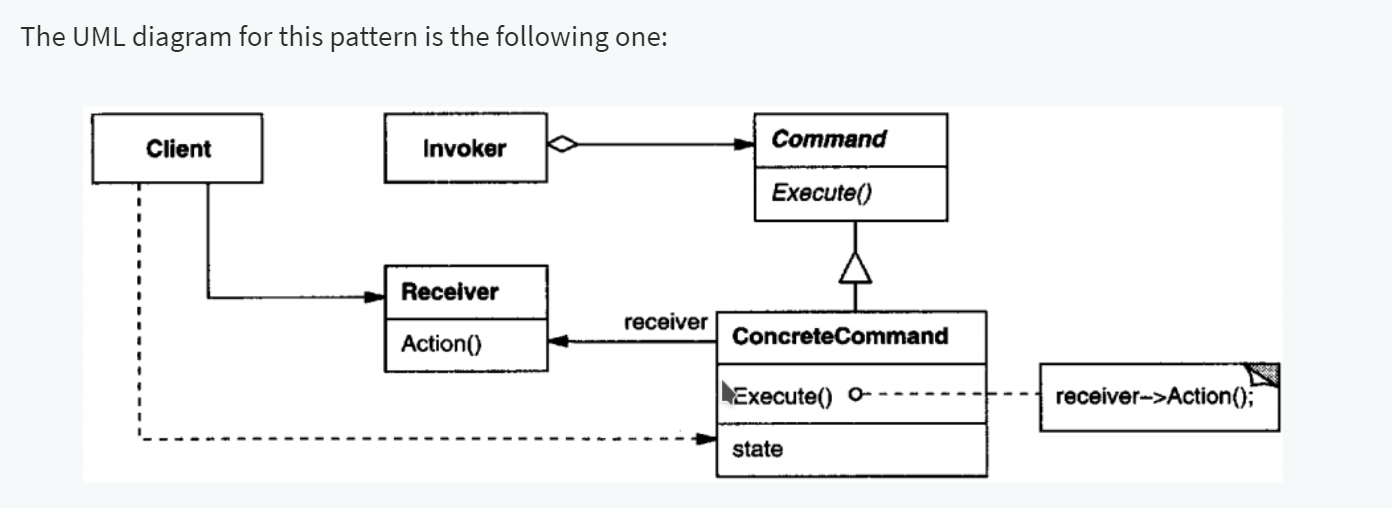 The UML diagram for this pattern is the following one:
Client
Invoker
Command
Execute()
Receiver
Action()
receiver
ConcreteCommand
Execute()
receiver->Action();
state